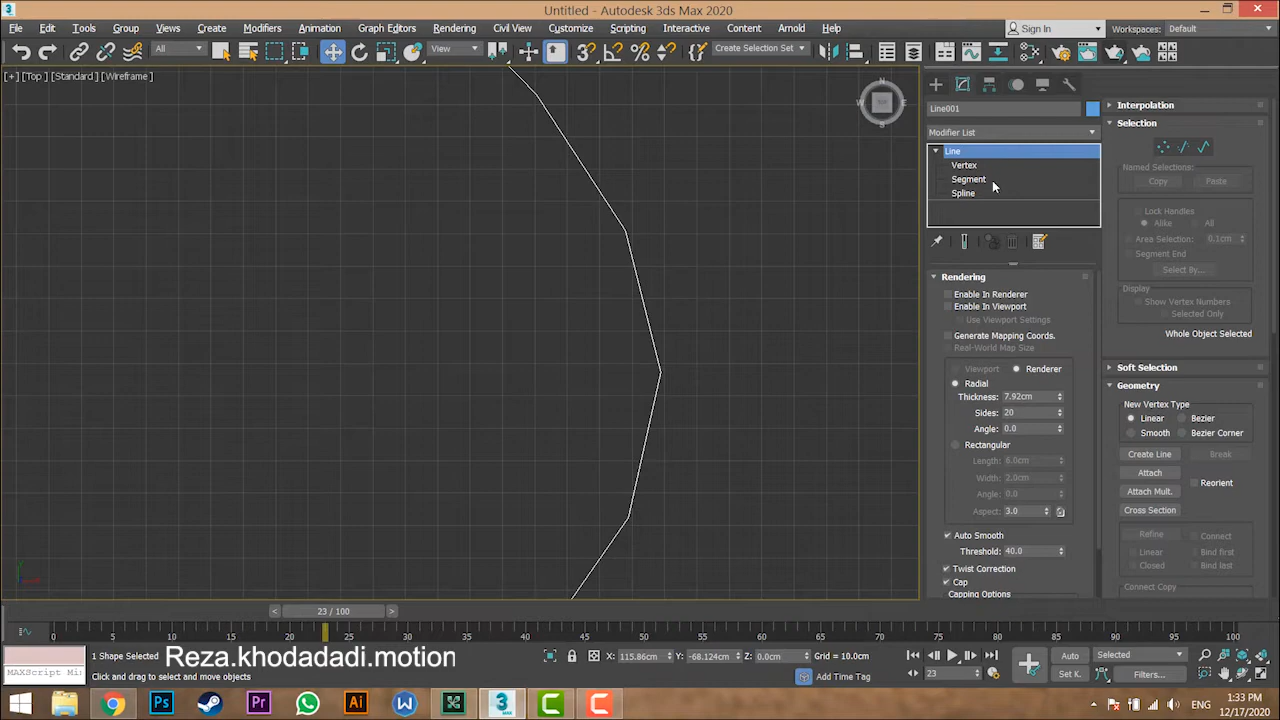 Untitled - Autodesk 3ds Max 2020
File Edit Tools Group Views Create Modifiers Animation Graph Editors Rendering Civil View Customize Scripting Interactive Content Arnold Help
Sign In
Workspaces: Default
All
View
Create Selection Set
[+] [Top ] [Standard ] [Wireframe ]
N
W
E
S
Line001
Modifier List
Line
Vertex
Segment
Spline
Rendering
Enable In Renderer
Enable In Viewport
Use Viewport Settings
Generate Mapping Coords.
Real-World Map Size
Viewport Renderer
Radial
Thickness: 7.92cm
Sides: 20
Angle: 0.0
Rectangular
Length: 6.0cm
Width: 2.0cm
Angle: 0.0
Aspect: 3.0
Auto Smooth
Threshold: 40.0
Twist Correction
Cap
Capping Options
Interpolation
Selection
Named Selections:
Copy Paste
Lock Handles
Alike All
Area Selection: 0.1cm
Segment End
Select By...
Display
Show Vertex Numbers
Selected Only
Whole Object Selected
Soft Selection
Geometry
New Vertex Type
Linear Bezier
Smooth Bezier Corner
Create Line Break
Attach
Reorient
Attach Mult.
Cross Section
Refine Connect
Linear Bind first
Closed Bind last
Connect Copy
< 23 / 100 >
0 5 10 15 20 25 30 35 40 45 50 55 60 65 70 75 80 85 90 95 100
1 Shape Selected
Reza.khodadadi.motion
X: 115.86cm Y: -68.124cm Z: 0.0cm Grid = 10.0cm
Auto Selected
MAXScript Mi:
Click and drag to select and move objects
Add Time Tag
23
Set K. Filters...
Ps
Pr
Ai
W
3
MAX
C
C
ENG
1:33 PM
12/17/2020